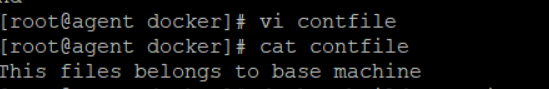 [root@agent docker]# vi contfile
[root@agent docker]# cat contfile
This files belongs to base machine